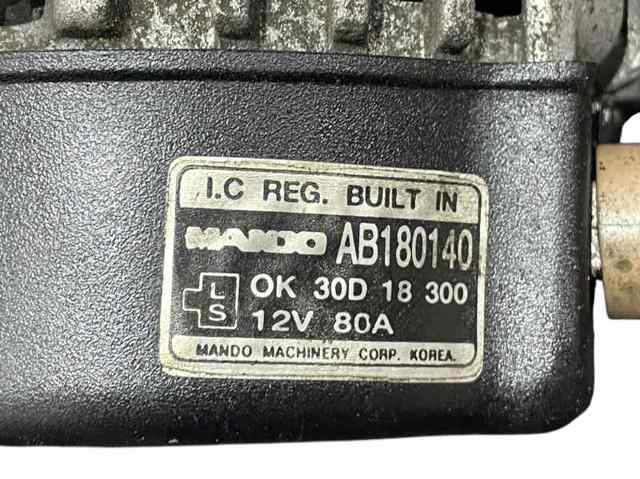 I.C REG. BUILT IN
MANDO AB180140
L OK 30D 18 300
S 12V 80A
MANDO MACHINERY CORP. KOREA.